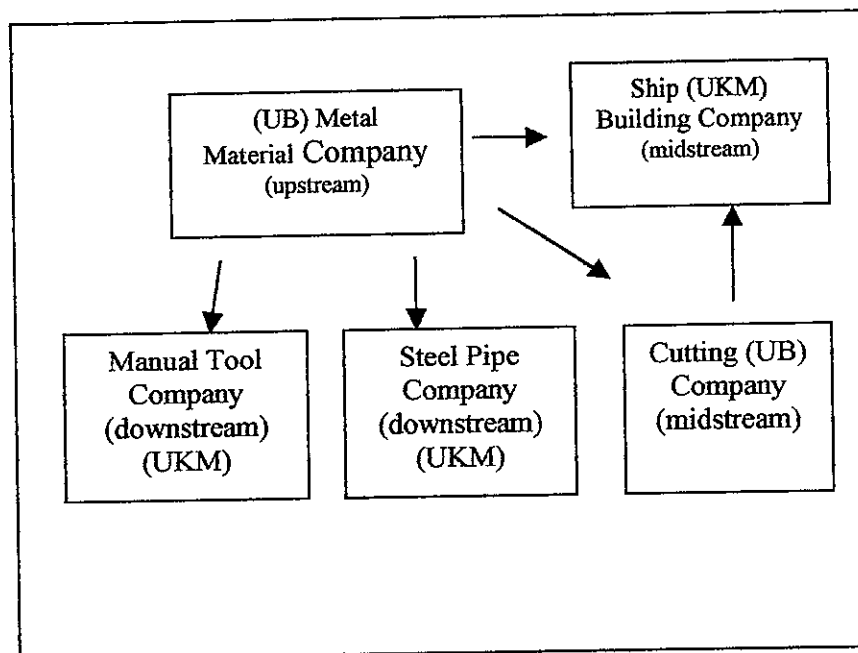 (UB) Metal
Material Company
(upstream)
Ship (UKM)
Building Company
(midstream)
Manual Tool
Company
(downstream)
(UKM)
Steel Pipe
Company
(downstream)
(UKM)
Cutting (UB)
Company
(midstream)